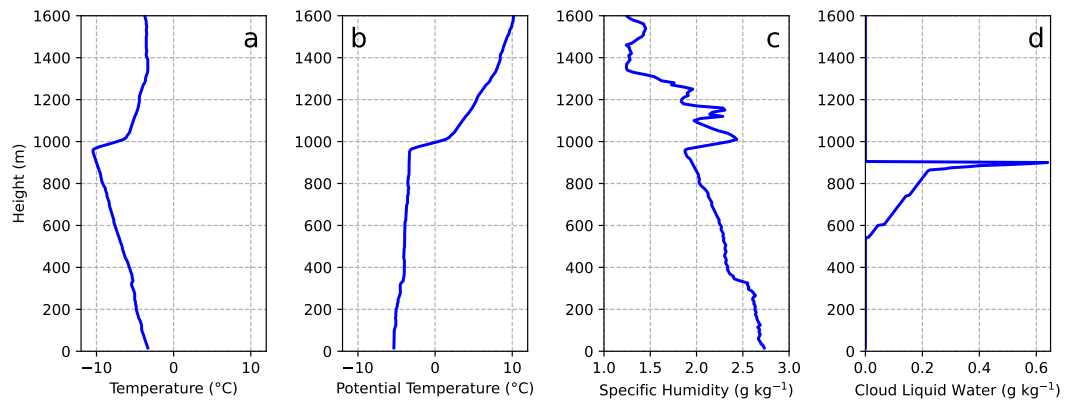 1600
1400
1200
1000
800
600
400
200
0
Height (m)
−10 0 10
Temperature (°C)
a
1600
1400
1200
1000
800
600
400
200
0
−10 0 10
Potential Temperature (°C)
b
1600
1400
1200
1000
800
600
400
200
0
1.0 1.5 2.0 2.5 3.0
Specific Humidity (g kg⁻¹)
c
1600
1400
1200
1000
800
600
400
200
0
0.0 0.2 0.4 0.6
Cloud Liquid Water (g kg⁻¹)
d